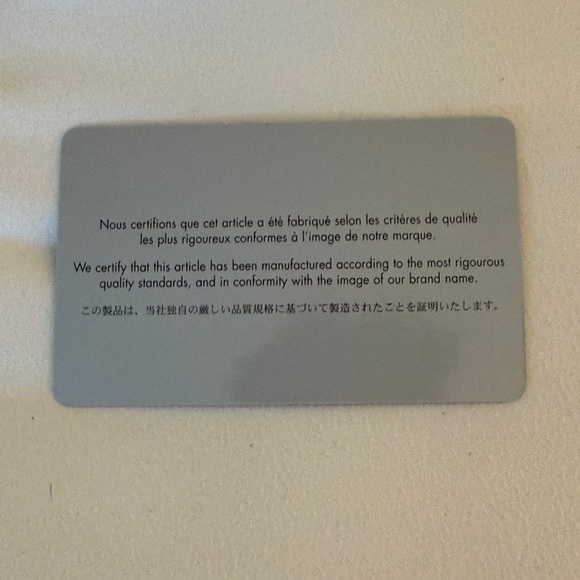 Nous certifions que cet article a été fabriqué selon les critères de qualité
les plus rigoureux conformes à l'image de notre marque.
We certify that this article has been manufactured according to the most rigourous
quality standards, and in conformity with the image of our brand name.
この製品は、当社独自の厳しい品質規格に基づいて製造されたことを証明いたします。